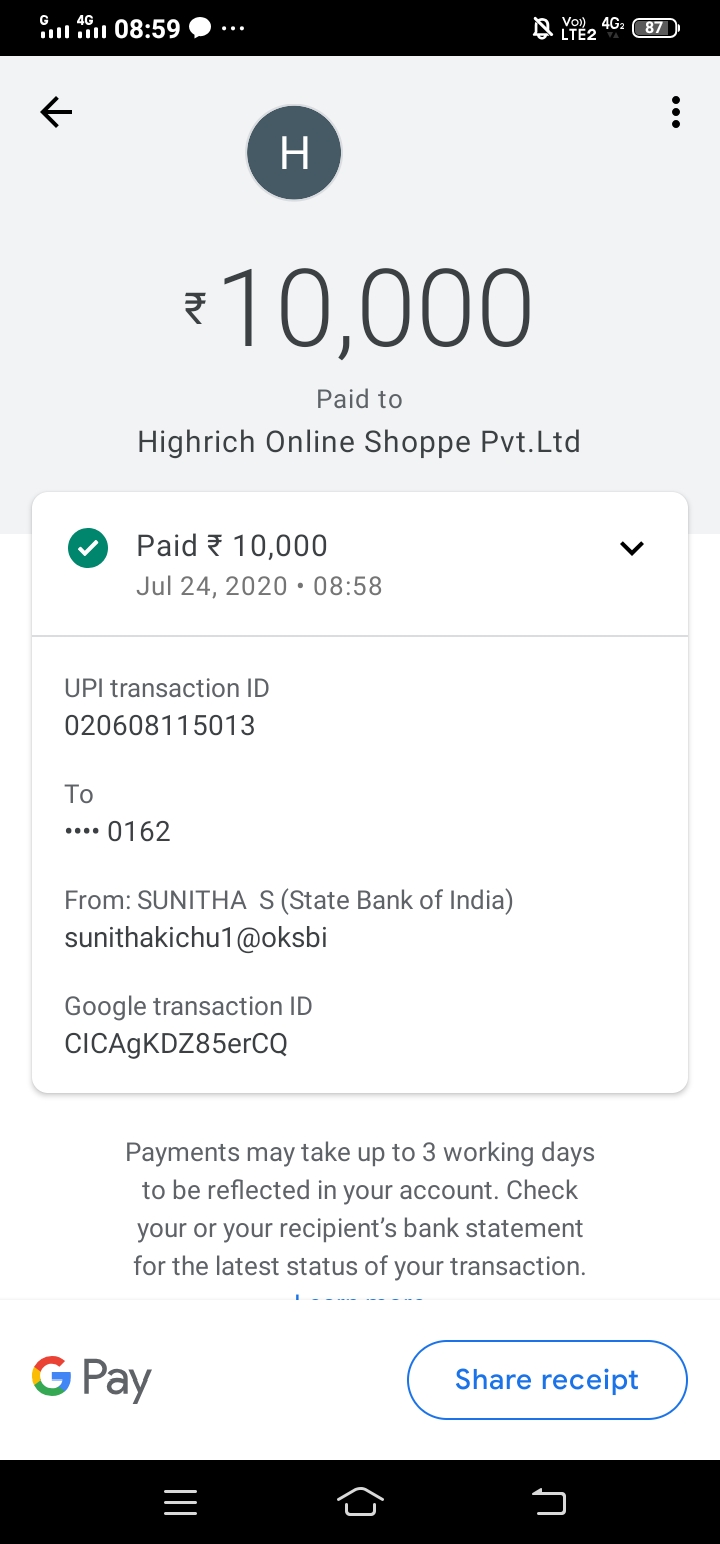 G 4G 08:59 ...
Vo)) LTE2 4G2 87
H
₹10,000
Paid to
Highrich Online Shoppe Pvt.Ltd
Paid ₹ 10,000
Jul 24, 2020 • 08:58
UPI transaction ID
020608115013
To
•••• 0162
From: SUNITHA  S (State Bank of India)
sunithakichu1@oksbi
Google transaction ID
CICAgKDZ85erCQ
Payments may take up to 3 working days
to be reflected in your account. Check
your or your recipient’s bank statement
for the latest status of your transaction.
Learn more
G Pay
Share receipt